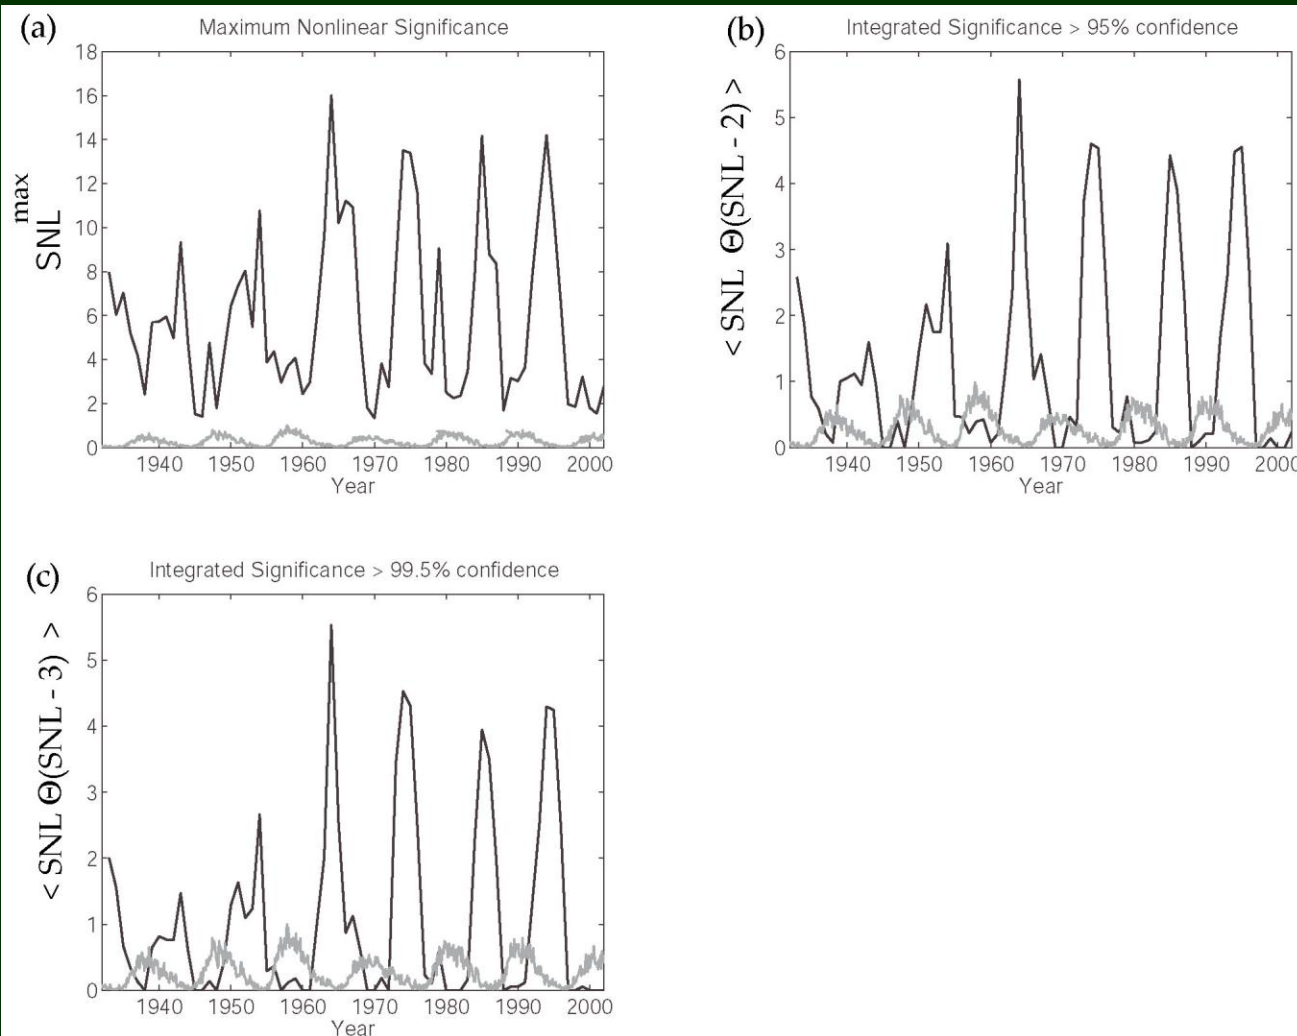 (a)
Maximum Nonlinear Significance
max
SNL
18
16
14
12
10
8
6
4
2
0
1940 1950 1960 1970 1980 1990 2000
Year
(b)
Integrated Significance > 95% confidence
< SNL Θ(SNL - 2) >
6
5
4
3
2
1
0
1940 1950 1960 1970 1980 1990 2000
Year
(c)
Integrated Significance > 99.5% confidence
< SNL Θ(SNL - 3) >
6
5
4
3
2
1
0
1940 1950 1960 1970 1980 1990 2000
Year